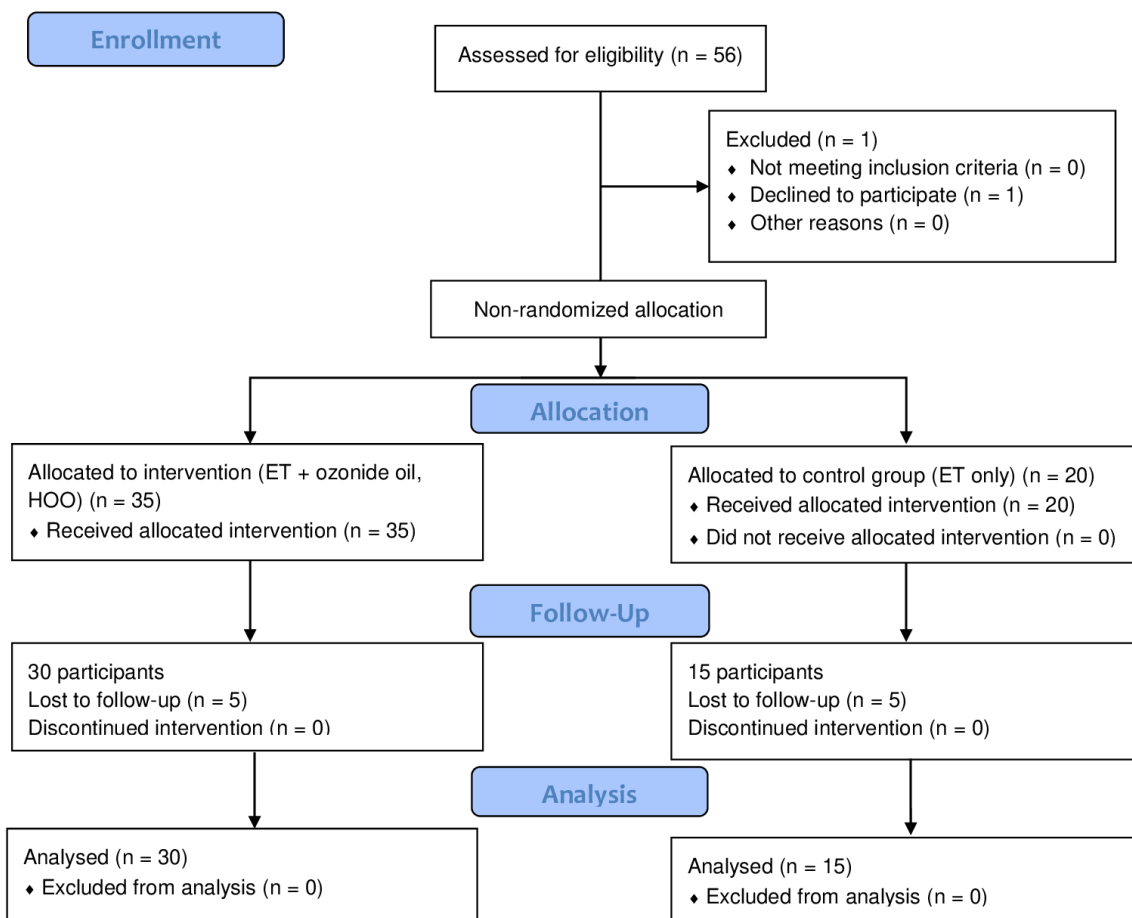 Enrollment
Assessed for eligibility (n = 56)
Excluded (n = 1)
♦ Not meeting inclusion criteria (n = 0)
♦ Declined to participate (n = 1)
♦ Other reasons (n = 0)
Non-randomized allocation
Allocation
Allocated to intervention (ET + ozonide oil,
HOO) (n = 35)
♦ Received allocated intervention (n = 35)
Allocated to control group (ET only) (n = 20)
♦ Received allocated intervention (n = 20)
♦ Did not receive allocated intervention (n = 0)
Follow-Up
30 participants
Lost to follow-up (n = 5)
Discontinued intervention (n = 0)
15 participants
Lost to follow-up (n = 5)
Discontinued intervention (n = 0)
Analysis
Analysed (n = 30)
♦ Excluded from analysis (n = 0)
Analysed (n = 15)
♦ Excluded from analysis (n = 0)